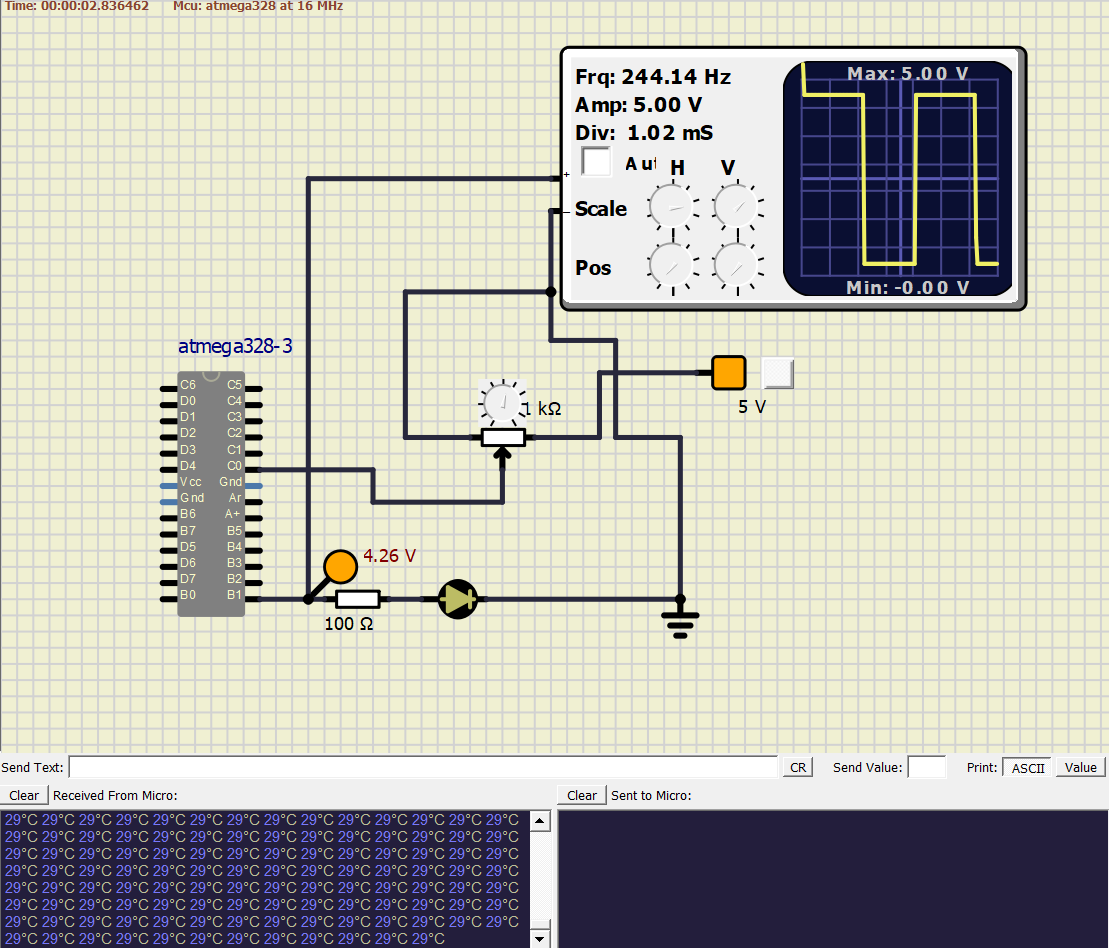 Time: 00:00:02.836462 Mcu: atmega328 at 16 MHz
Frq: 244.14 Hz
Amp: 5.00 V
Div: 1.02 mS
Aut H V
Scale
Pos
Max: 5.00 V
Min: -0.00 V
+
−
atmega328-3
C6 C5
D0 C4
D1 C3
D2 C2
D3 C1
D4 C0
Vcc Gnd
Gnd Ar
B6 A+
B7 B5
D5 B4
D6 B3
D7 B2
B0 B1
1 kΩ
5 V
4.26 V
100 Ω
Send Text: CR Send Value: Print: ASCII Value
Clear Received From Micro: Clear Sent to Micro:
29°C 29°C 29°C 29°C 29°C 29°C 29°C 29°C 29°C 29°C 29°C 29°C 29°C 29°C
29°C 29°C 29°C 29°C 29°C 29°C 29°C 29°C 29°C 29°C 29°C 29°C 29°C 29°C
29°C 29°C 29°C 29°C 29°C 29°C 29°C 29°C 29°C 29°C 29°C 29°C 29°C 29°C
29°C 29°C 29°C 29°C 29°C 29°C 29°C 29°C 29°C 29°C 29°C 29°C 29°C 29°C
29°C 29°C 29°C 29°C 29°C 29°C 29°C 29°C 29°C 29°C 29°C 29°C 29°C 29°C
29°C 29°C 29°C 29°C 29°C 29°C 29°C 29°C 29°C 29°C 29°C 29°C 29°C 29°C
29°C 29°C 29°C 29°C 29°C 29°C 29°C 29°C 29°C 29°C 29°C 29°C 29°C 29°C
29°C 29°C 29°C 29°C 29°C 29°C 29°C 29°C 29°C 29°C 29°C 29°C